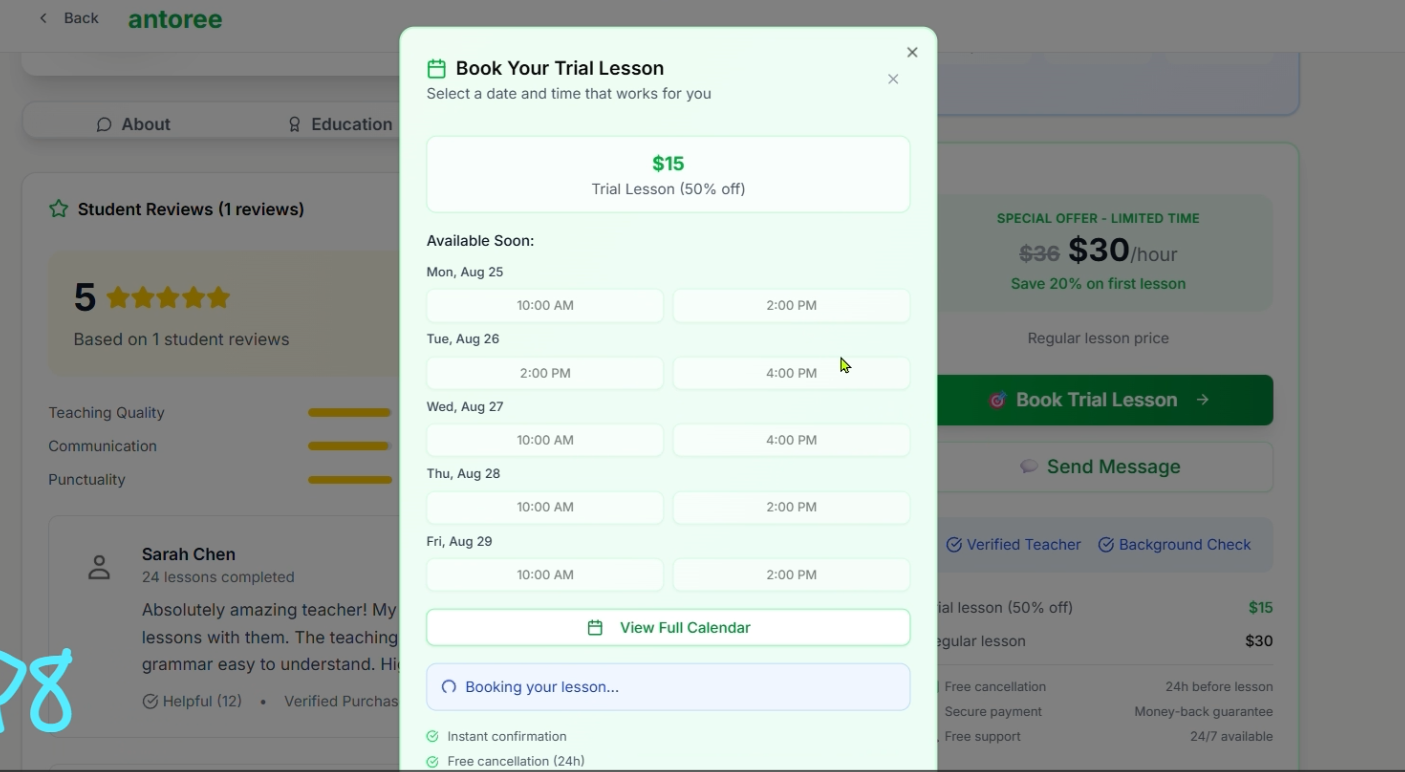 Back
antoree
About
Education
Student Reviews (1 reviews)
5
Based on 1 student reviews
Teaching Quality
Communication
Punctuality
Sarah Chen
24 lessons completed
Absolutely amazing teacher! My
lessons with them. The teaching
grammar easy to understand.
Helpful (12) • Verified
P8
Book Your Trial Lesson
Select a date and time that works for you
$15
Trial Lesson (50% off)
Available Soon:
Mon, Aug 25
10:00 AM 2:00 PM
Tue, Aug 26
2:00 PM 4:00 PM
Wed, Aug 27
10:00 AM 4:00 PM
Thu, Aug 28
10:00 AM 2:00 PM
Fri, Aug 29
10:00 AM 2:00 PM
View Full Calendar
Booking your lesson...
Instant confirmation
Free cancellation (24h)
SPECIAL OFFER - LIMITED TIME
$36 $30/hour
Save 20% on first lesson
Regular lesson price
Book Trial Lesson
Send Message
Verified Teacher Background Check
lesson (50% off) $15
lesson $30
Free cancellation 24h before lesson
Secure payment Money-back guarantee
Free support 24/7 available